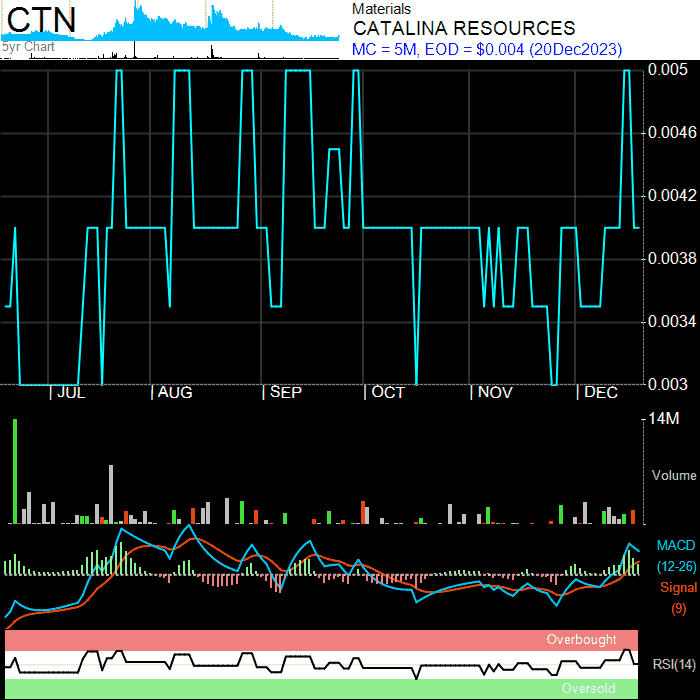 CTN
5yr Chart
Materials
CATALINA RESOURCES
MC = 5M, EOD = $0.004 (20Dec2023)
0.005
0.0046
0.0042
0.0038
0.0034
0.003
JUL AUG SEP OCT NOV DEC
14M
Volume
MACD
(12-26)
Signal
(9)
Overbought
RSI(14)
Oversold